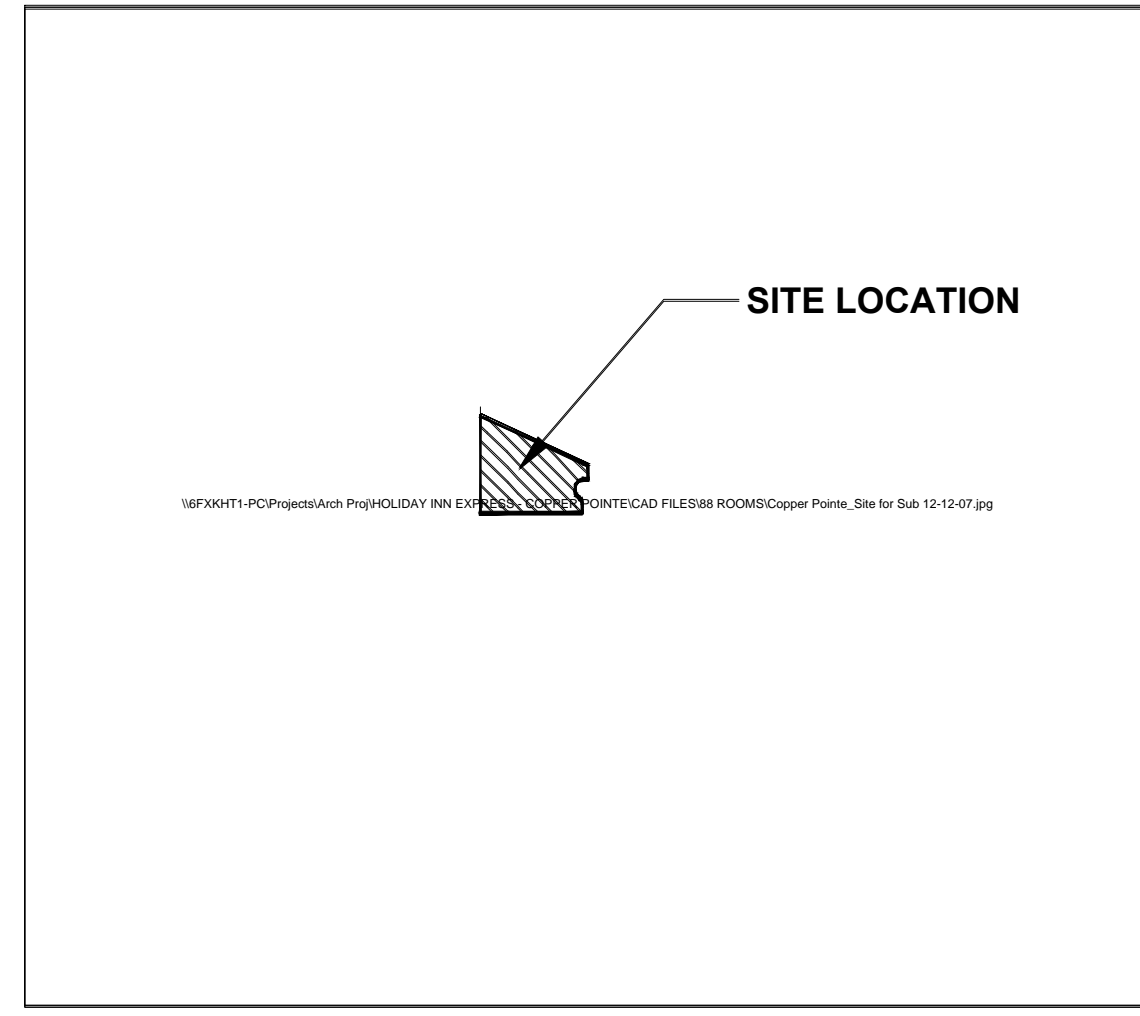 SITE LOCATION
\\6FXKHT1-PC\Projects\Arch Proj\HOLIDAY INN EXPRESS - COPPER POINTE\CAD FILES\88 ROOMS\Copper Pointe_Site for Sub 12-12-07.jpg